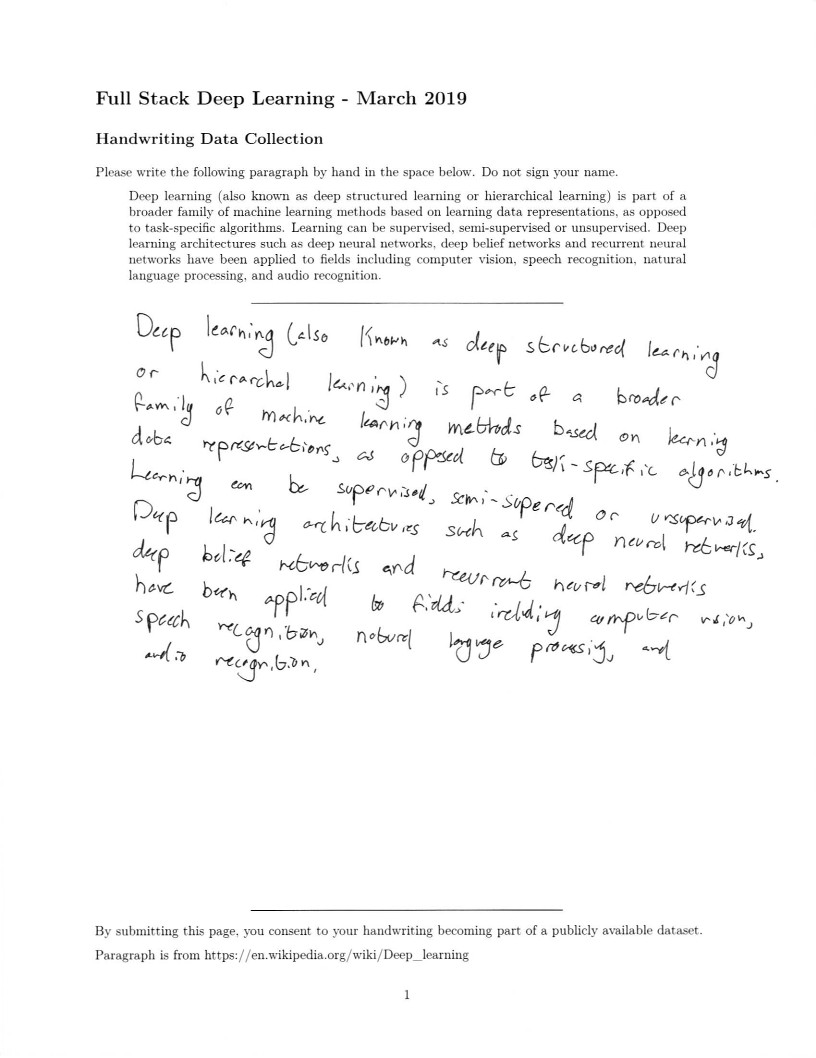 Full Stack Deep Learning - March 2019
Handwriting Data Collection
Please write the following paragraph by hand in the space below. Do not sign your name.
Deep learning (also known as deep structured learning or hierarchical learning) is part of a
broader family of machine learning methods based on learning data representations, as opposed
to task-specific algorithms. Learning can be supervised, semi-supervised or unsupervised. Deep
learning architectures such as deep neural networks, deep belief networks and recurrent neural
networks have been applied to fields including computer vision, speech recognition, natural
language processing, and audio recognition.
Deep learning (also known as deep structured learning
or hierarchal learning) is part of a broader
family of machine learning methods based on learning
data representations, as opposed to task-specific algorithms.
Learning can be supervised, semi-supered or unsupervised.
Deep learning architectures such as deep neural networks,
deep belief networks and recurrent neural networks
have been applied to fields including computer vision,
speech recognition, natural language processing, and
audio recognition,
By submitting this page, you consent to your handwriting becoming part of a publicly available dataset.
Paragraph is from https://en.wikipedia.org/wiki/Deep_learning
1